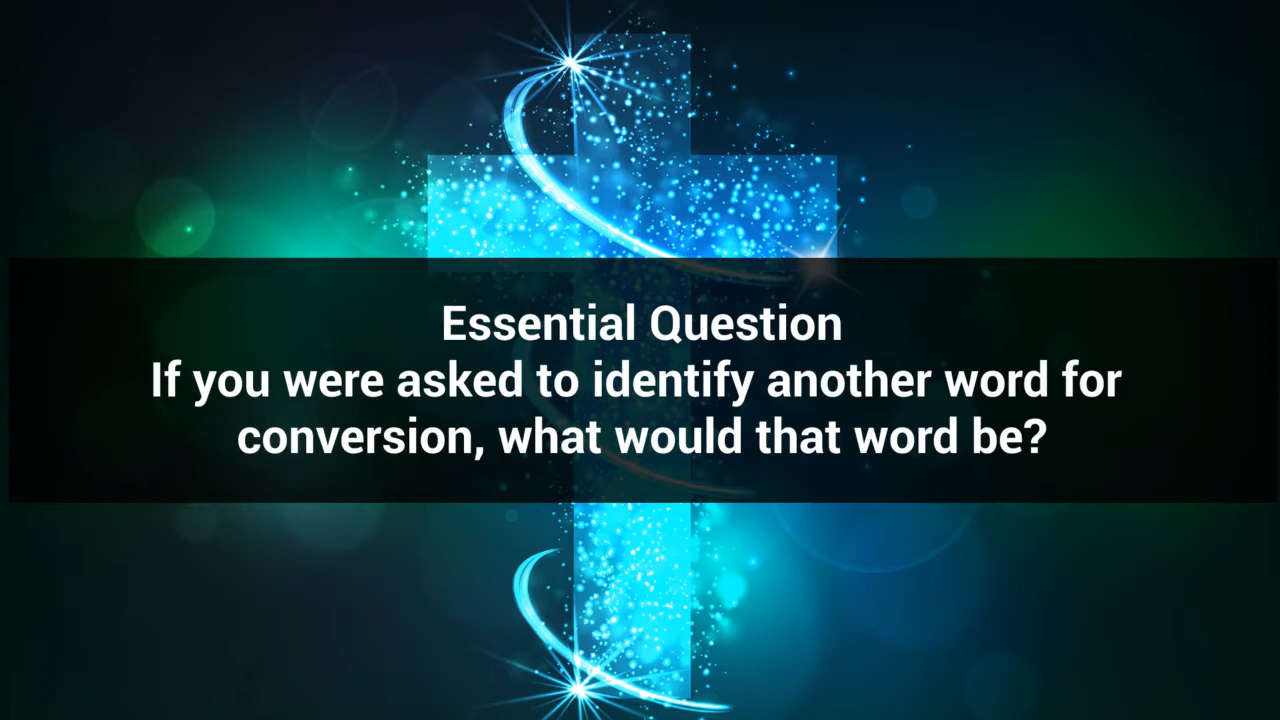 Essential Question
If you were asked to identify another word for
conversion, what would that word be?